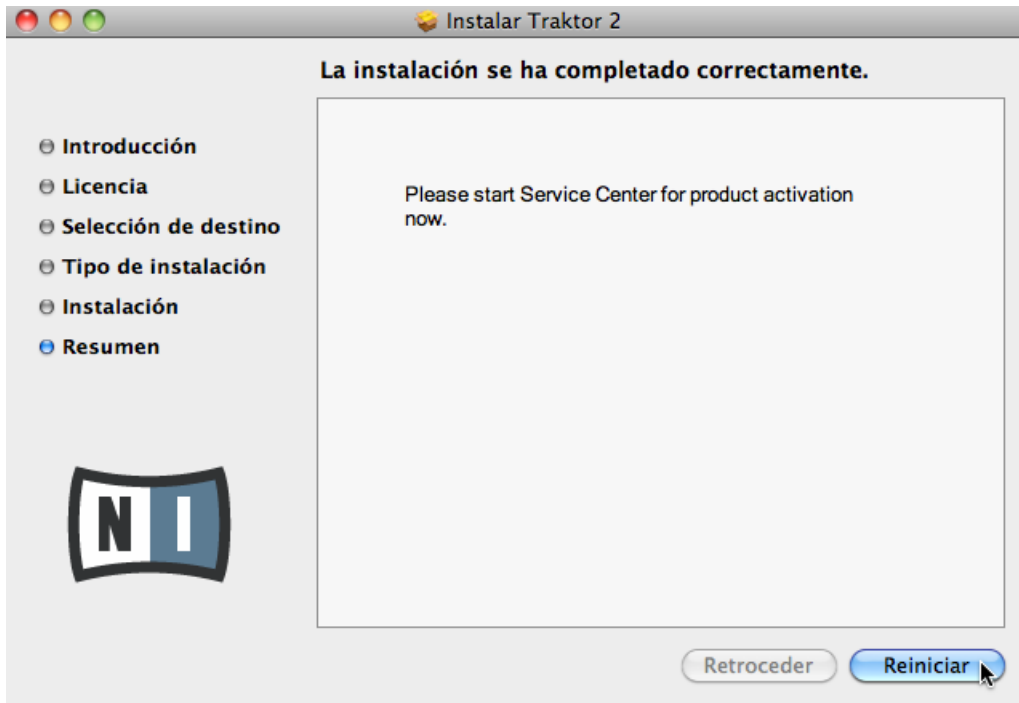 Instalar Traktor 2
La instalación se ha completado correctamente.
Introducción
Licencia
Selección de destino
Tipo de instalación
Instalación
Resumen
Please start Service Center for product activation
now.
N I
Retroceder
Reiniciar